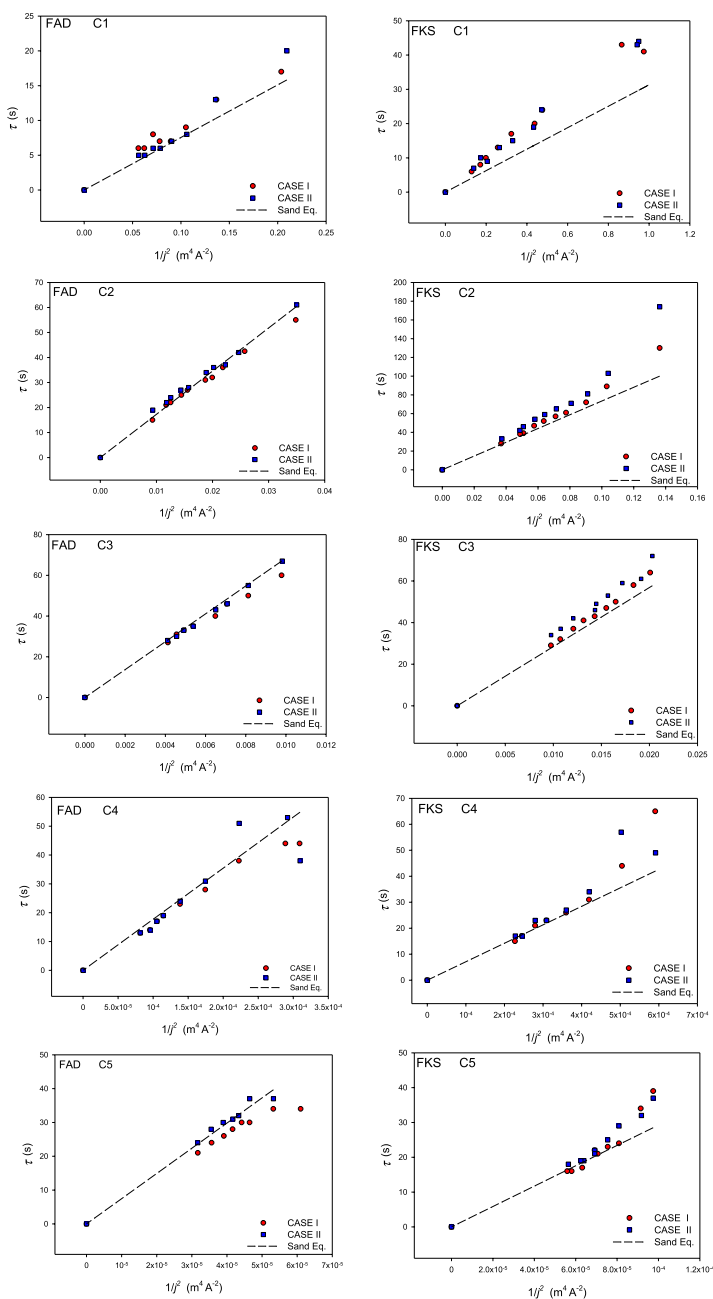 FAD C1
25
20
15
10
5
0
τ (s)
CASE I
CASE II
Sand Eq.
0.00 0.05 0.10 0.15 0.20 0.25
1/j² (m⁴ A⁻²)
FKS C1
50
40
30
20
10
0
τ (s)
CASE I
CASE II
Sand Eq.
0.0 0.2 0.4 0.6 0.8 1.0 1.2
1/j² (m⁴ A⁻²)
FAD C2
70
60
50
40
30
20
10
0
τ (s)
CASE I
CASE II
Sand Eq.
0.00 0.01 0.02 0.03 0.04
1/j² (m⁴ A⁻²)
FKS C2
200
180
160
140
120
100
80
60
40
20
0
τ (s)
CASE I
CASE II
Sand Eq.
0.00 0.02 0.04 0.06 0.08 0.10 0.12 0.14 0.16
1/j² (m⁴ A⁻²)
FAD C3
80
60
40
20
0
τ (s)
CASE I
CASE II
Sand Eq.
0.000 0.002 0.004 0.006 0.008 0.010 0.012
1/j² (m⁴ A⁻²)
FKS C3
80
60
40
20
0
τ (s)
CASE I
CASE II
Sand Eq.
0.000 0.005 0.010 0.015 0.020 0.025
1/j² (m⁴ A⁻²)
FAD C4
60
50
40
30
20
10
0
τ (s)
CASE I
CASE II
Sand Eq.
0 5.0x10⁻⁵ 10⁻⁴ 1.5x10⁻⁴ 2.0x10⁻⁴ 2.5x10⁻⁴ 3.0x10⁻⁴ 3.5x10⁻⁴
1/j² (m⁴ A⁻²)
FKS C4
70
60
50
40
30
20
10
0
τ (s)
CASE I
CASE II
Sand Eq.
0 10⁻⁴ 2x10⁻⁴ 3x10⁻⁴ 4x10⁻⁴ 5x10⁻⁴ 6x10⁻⁴ 7x10⁻⁴
1/j² (m⁴ A⁻²)
FAD C5
50
40
30
20
10
0
τ (s)
CASE I
CASE II
Sand Eq.
0 10⁻⁵ 2x10⁻⁵ 3x10⁻⁵ 4x10⁻⁵ 5x10⁻⁵ 6x10⁻⁵ 7x10⁻⁵
1/j² (m⁴ A⁻²)
FKS C5
50
40
30
20
10
0
τ (s)
CASE I
CASE II
Sand Eq.
0 2.0x10⁻⁵ 4.0x10⁻⁵ 6.0x10⁻⁵ 8.0x10⁻⁵ 10⁻⁴ 1.2x10⁻⁴
1/j² (m⁴ A⁻²)